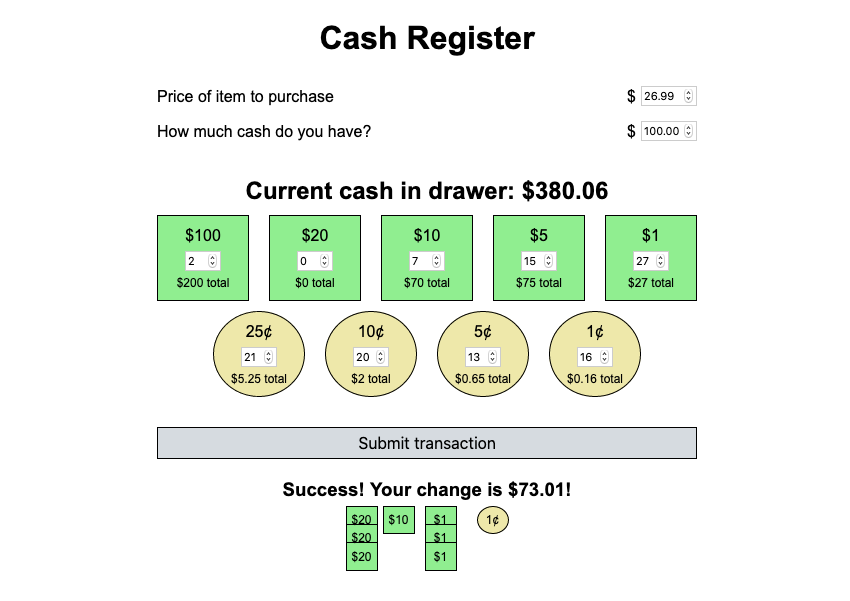 Cash Register
Price of item to purchase $ 26.99
How much cash do you have? $ 100.00
Current cash in drawer: $380.06
$100 $20 $10 $5 $1
2 0 7 15 27
$200 total $0 total $70 total $75 total $27 total
25¢ 10¢ 5¢ 1¢
21 20 13 16
$5.25 total $2 total $0.65 total $0.16 total
Submit transaction
Success! Your change is $73.01!
$20 $10 $1 1¢
$20 $1
$20 $1